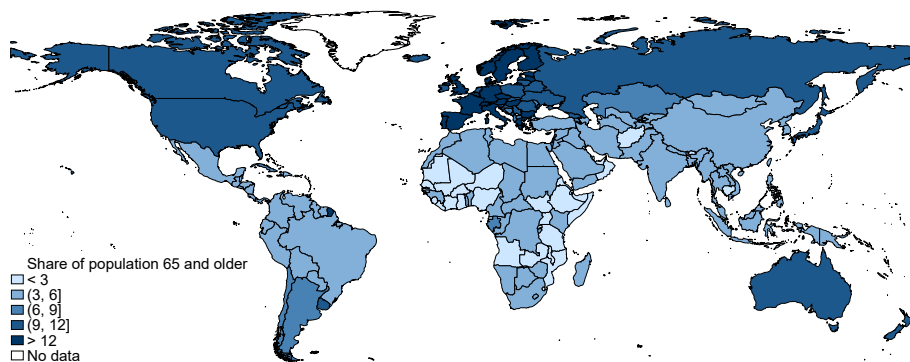 Share of population 65 and older
< 3
(3, 6]
(6, 9]
(9, 12]
> 12
No data